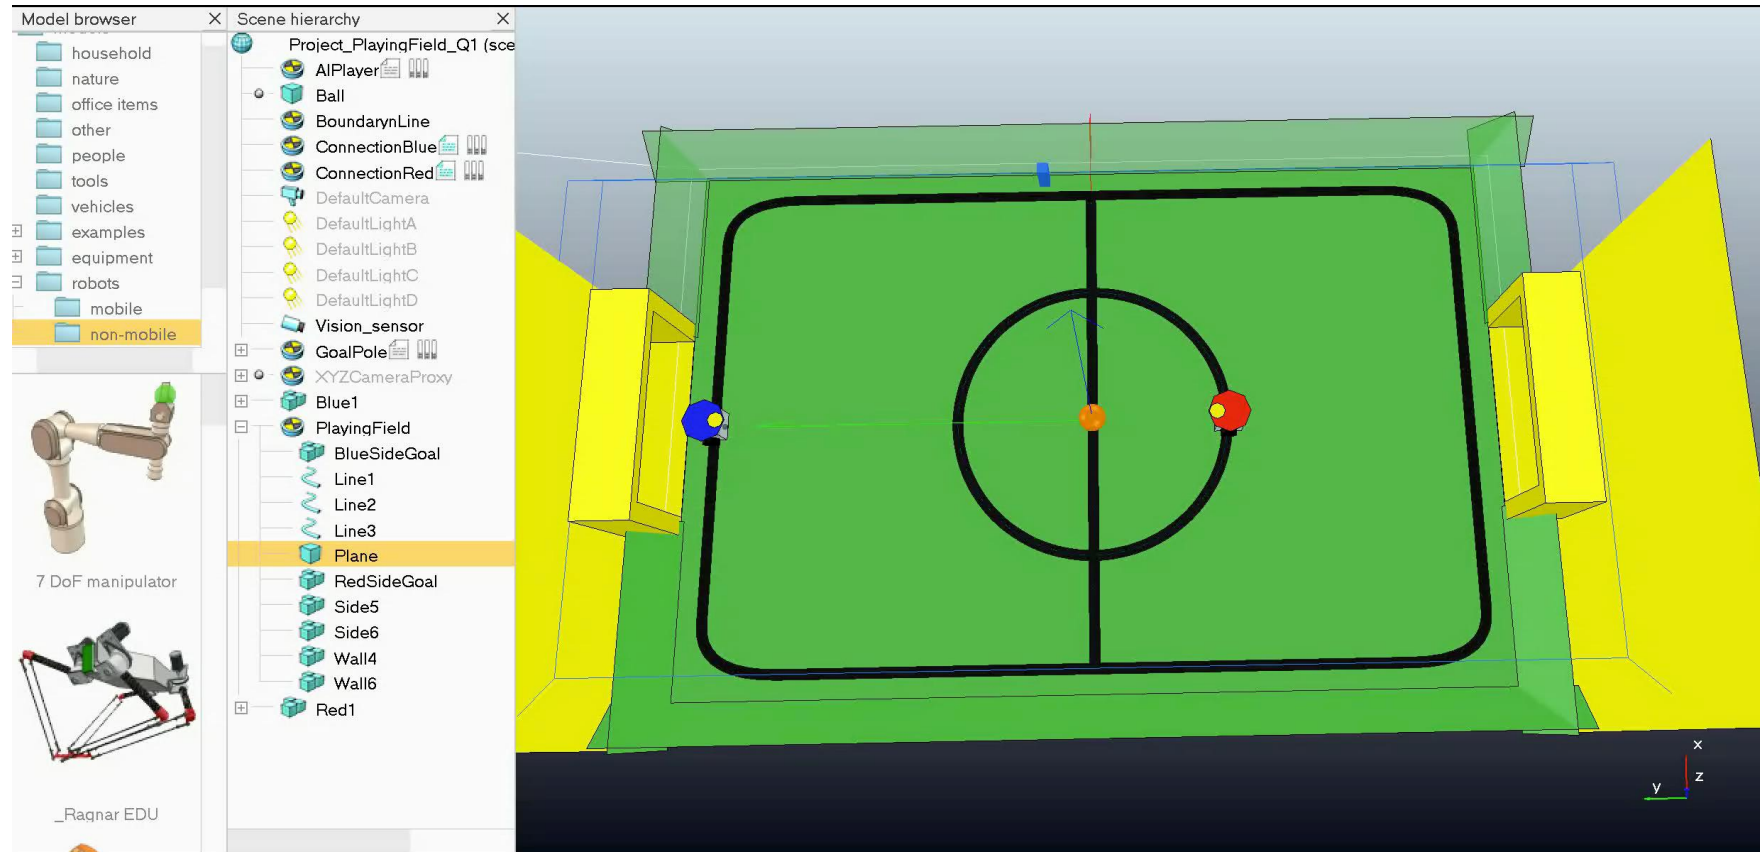 Model browser
household
nature
office items
other
people
tools
vehicles
examples
equipment
robots
mobile
non-mobile
7 DoF manipulator
_Ragnar EDU
Scene hierarchy
Project_PlayingField_Q1 (sce
AIPlayer
Ball
BoundarynLine
ConnectionBlue
ConnectionRed
DefaultCamera
DefaultLightA
DefaultLightB
DefaultLightC
DefaultLightD
Vision_sensor
GoalPole
XYZCameraProxy
Blue1
PlayingField
BlueSideGoal
Line1
Line2
Line3
Plane
RedSideGoal
Side5
Side6
Wall4
Wall6
Red1
x
z
y